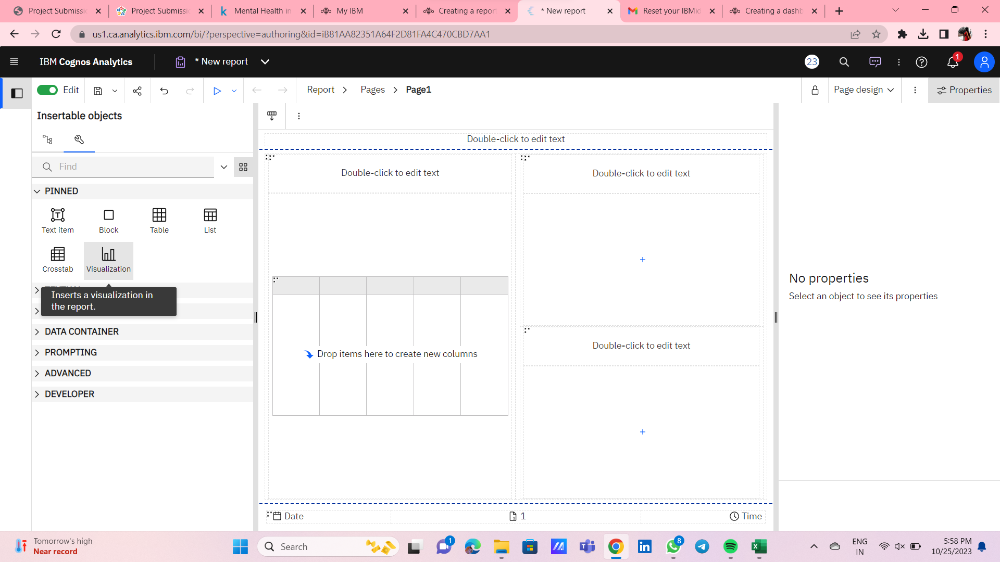 Project Submissi
Project Submissi
Mental Health in
My IBM
Creating a report
* New report
Reset your IBMid
Creating a dashb
us1.ca.analytics.ibm.com/bi/?perspective=authoring&id=iB81AA82351A64F2D81FA4C470CBD7AA1
IBM Cognos Analytics
* New report
23
1
Edit
Report
Pages
Page1
Page design
Properties
Insertable objects
Find
PINNED
Text item
Block
Table
List
Crosstab
Visualization
Inserts a visualization in
the report.
DATA CONTAINER
PROMPTING
ADVANCED
DEVELOPER
Double-click to edit text
Double-click to edit text
Double-click to edit text
Drop items here to create new columns
Double-click to edit text
Date
1
Time
No properties
Select an object to see its properties
Tomorrow's high
Near record
Search
1
8
ENG
IN
5:58 PM
10/25/2023